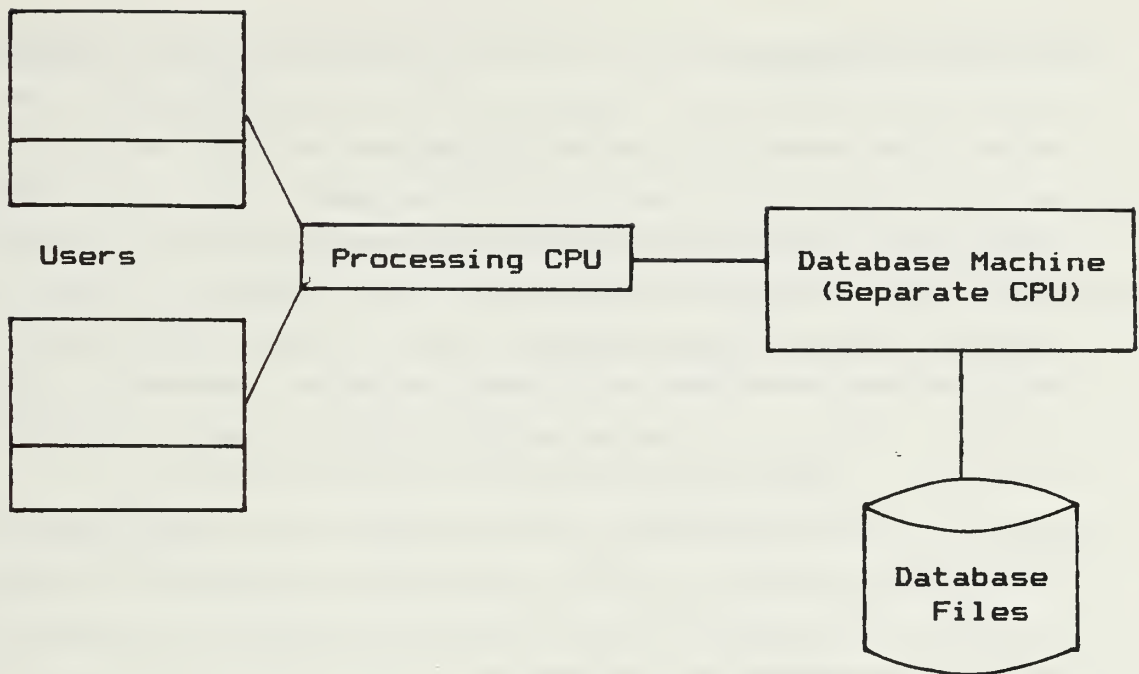 Users
Processing CPU
Database Machine
(Separate CPU)
Database
Files